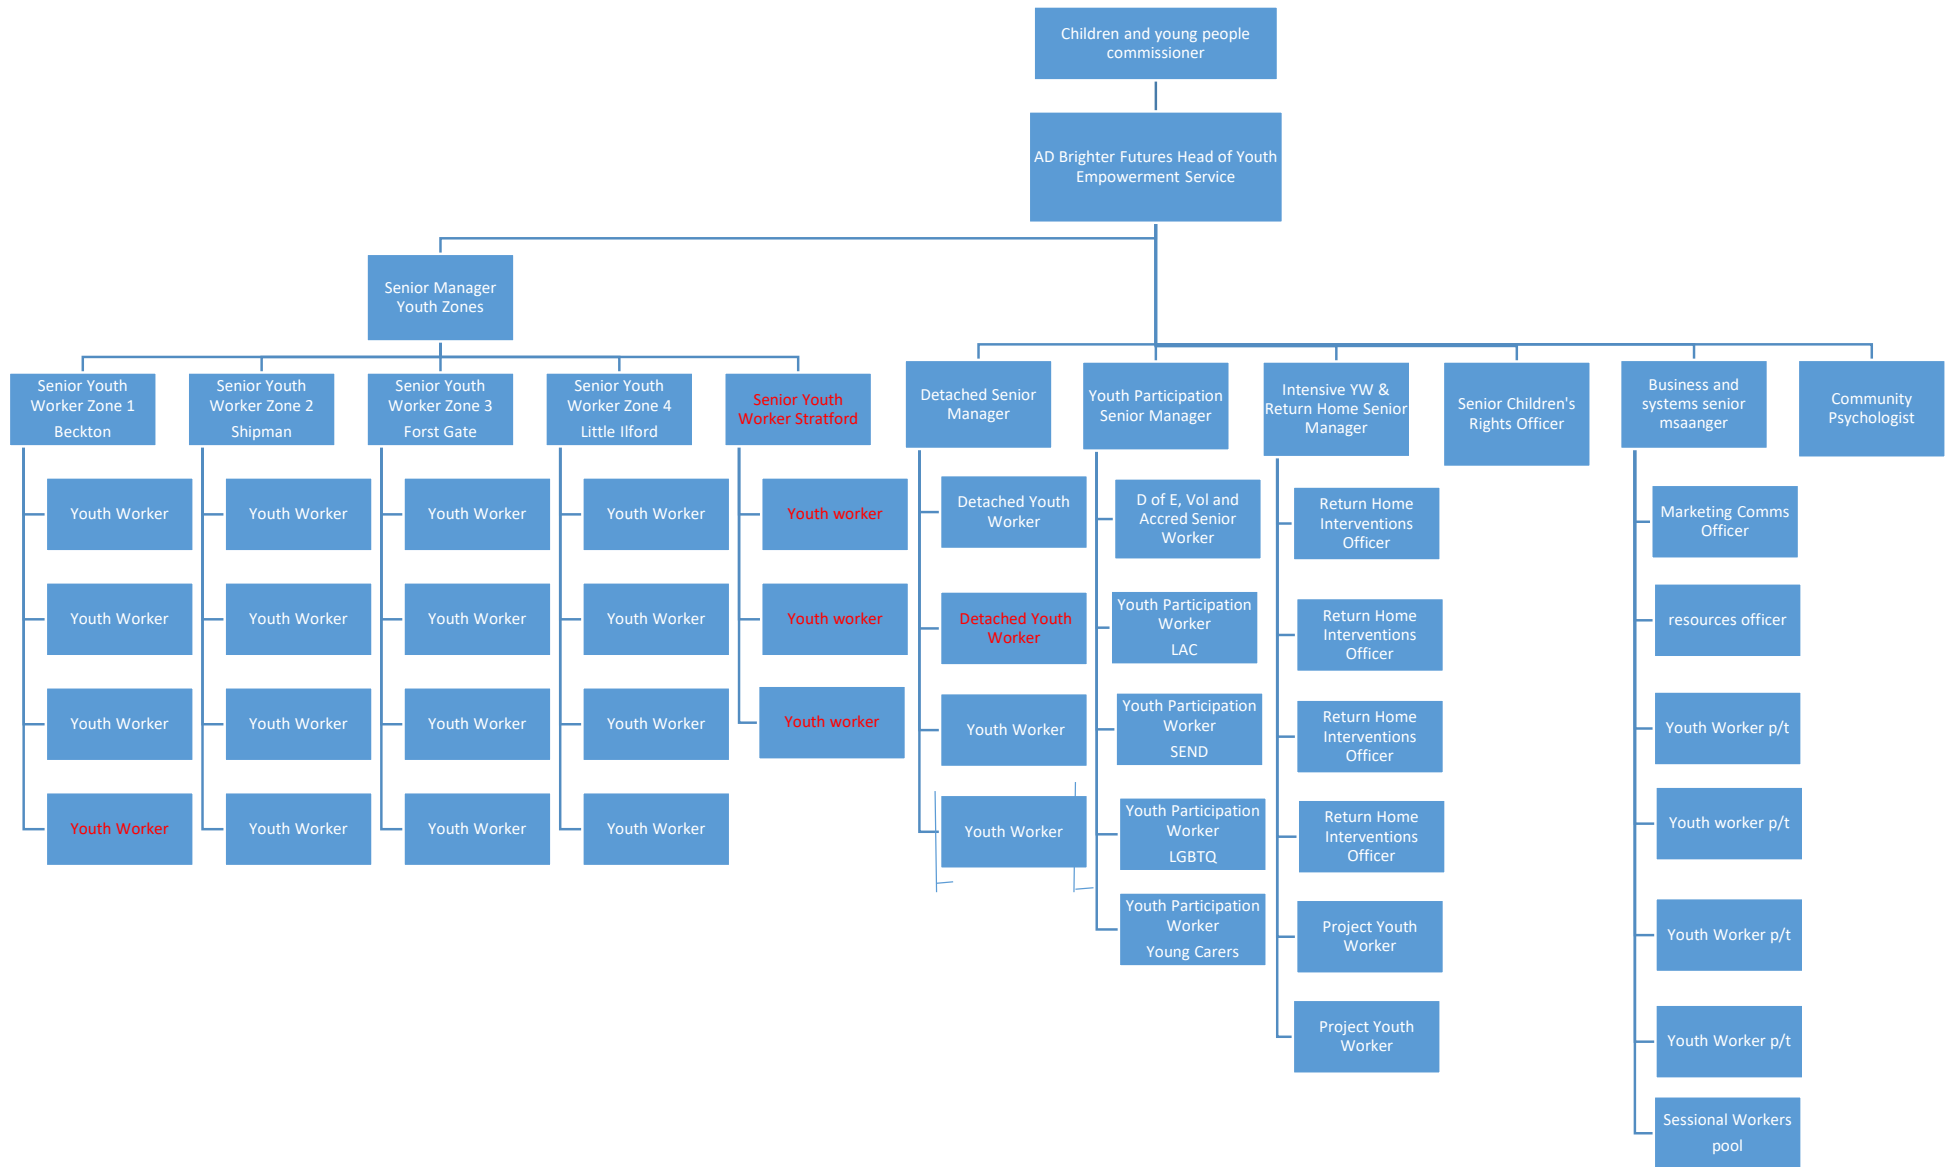 Children and young people
commissioner
AD Brighter Futures Head of Youth
Empowerment Service
Senior Manager
Youth Zones
Senior Youth
Worker Zone 1
Beckton
Youth Worker
Youth Worker
Youth Worker
Youth Worker
Senior Youth
Worker Zone 2
Shipman
Youth Worker
Youth Worker
Youth Worker
Youth Worker
Senior Youth
Worker Zone 3
Forst Gate
Youth Worker
Youth Worker
Youth Worker
Youth Worker
Senior Youth
Worker Zone 4
Little Ilford
Youth Worker
Youth Worker
Youth Worker
Youth Worker
Senior Youth
Worker Stratford
Youth worker
Youth worker
Youth worker
Detached Senior
Manager
Detached Youth
Worker
Detached Youth
Worker
Youth Worker
Youth Worker
Youth Participation
Senior Manager
D of E, Vol and
Accred Senior
Worker
Youth Participation
Worker
LAC
Youth Participation
Worker
SEND
Youth Participation
Worker
LGBTQ
Youth Participation
Worker
Young Carers
Intensive YW &
Return Home Senior
Manager
Return Home
Interventions
Officer
Return Home
Interventions
Officer
Return Home
Interventions
Officer
Return Home
Interventions
Officer
Project Youth
Worker
Project Youth
Worker
Senior Children's
Rights Officer
Business and
systems senior
msaanger
Marketing Comms
Officer
resources officer
Youth Worker p/t
Youth worker p/t
Youth Worker p/t
Youth Worker p/t
Sessional Workers
pool
Community
Psychologist